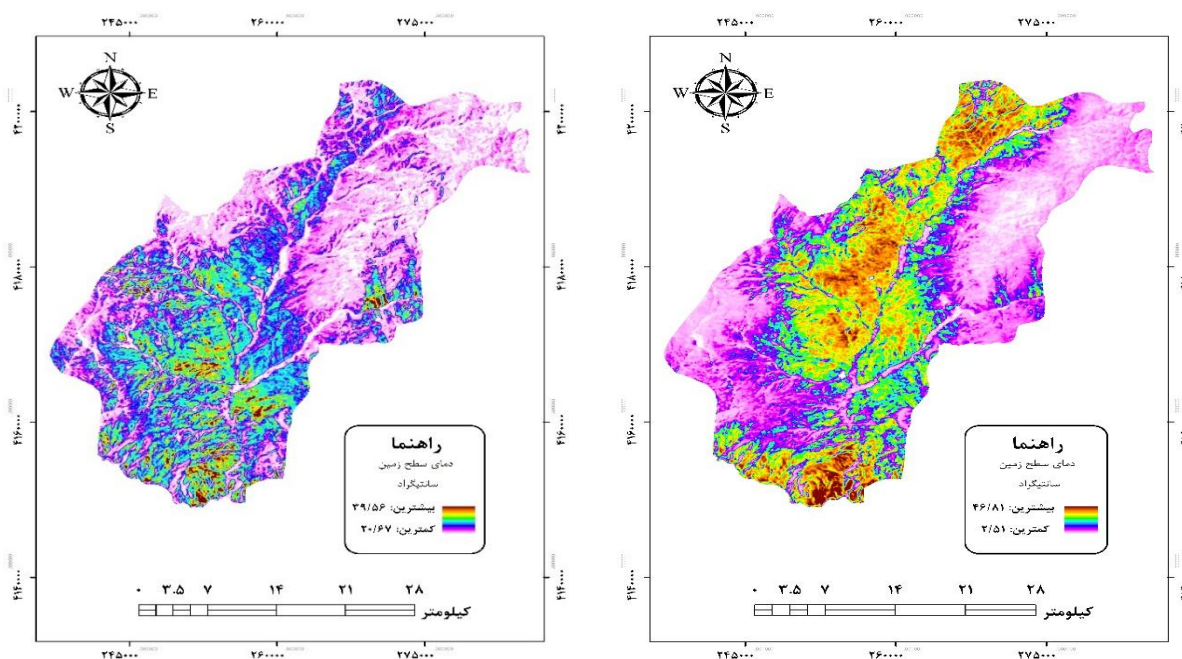 ۲۴۵۰۰۰ ۲۶۰۰۰۰ ۲۷۵۰۰۰
N
W E
S
۴۲۰۰۰۰
۴۱۸۰۰۰
۴۱۶۰۰۰
۴۱۴۰۰۰
راهنما
دمای سطح زمین
سانتیگراد
بیشترین: ۳۹/۵۶
کمترین: ۲۰/۶۷
۰ ۳.۵ ۷ ۱۴ ۲۱ ۲۸
کیلومتر
۲۴۵۰۰۰ ۲۶۰۰۰۰ ۲۷۵۰۰۰
۲۴۵۰۰۰ ۲۶۰۰۰۰ ۲۷۵۰۰۰
N
W E
S
۴۲۰۰۰۰
۴۱۸۰۰۰
۴۱۶۰۰۰
۴۱۴۰۰۰
راهنما
دمای سطح زمین
سانتیگراد
بیشترین: ۴۶/۸۱
کمترین: ۲/۵۱
۰ ۳.۵ ۷ ۱۴ ۲۱ ۲۸
کیلومتر
۲۴۵۰۰۰ ۲۶۰۰۰۰ ۲۷۵۰۰۰